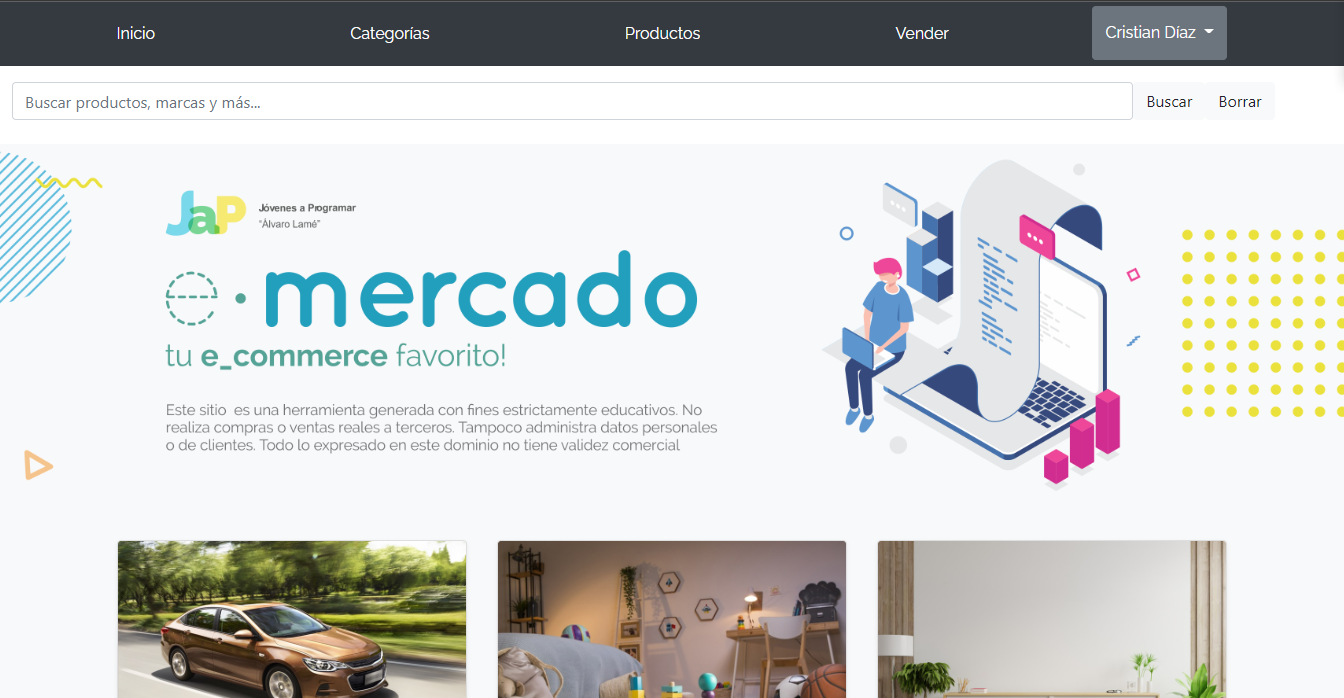 Inicio Categorías Productos Vender Cristian Díaz
Buscar productos, marcas y más... Buscar Borrar
JaP Jóvenes a Programar
"Álvaro Lamé"
e · mercado
tu e_commerce favorito!
Este sitio es una herramienta generada con fines estrictamente educativos. No
realiza compras o ventas reales a terceros. Tampoco administra datos personales
o de clientes. Todo lo expresado en este dominio no tiene validez comercial